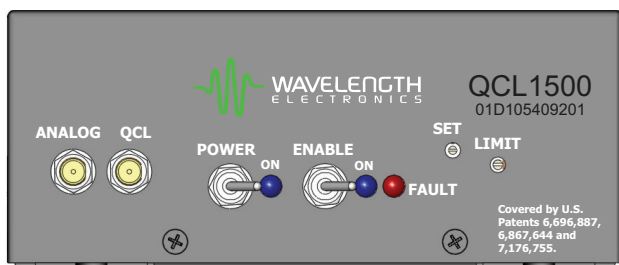 WAVELENGTH
ELECTRONICS
QCL1500
01D105409201
ANALOG QCL
POWER
ON
ENABLE
ON
FAULT
SET
LIMIT
Covered by U.S.
Patents 6,696,887,
6,867,644 and
7,176,755.